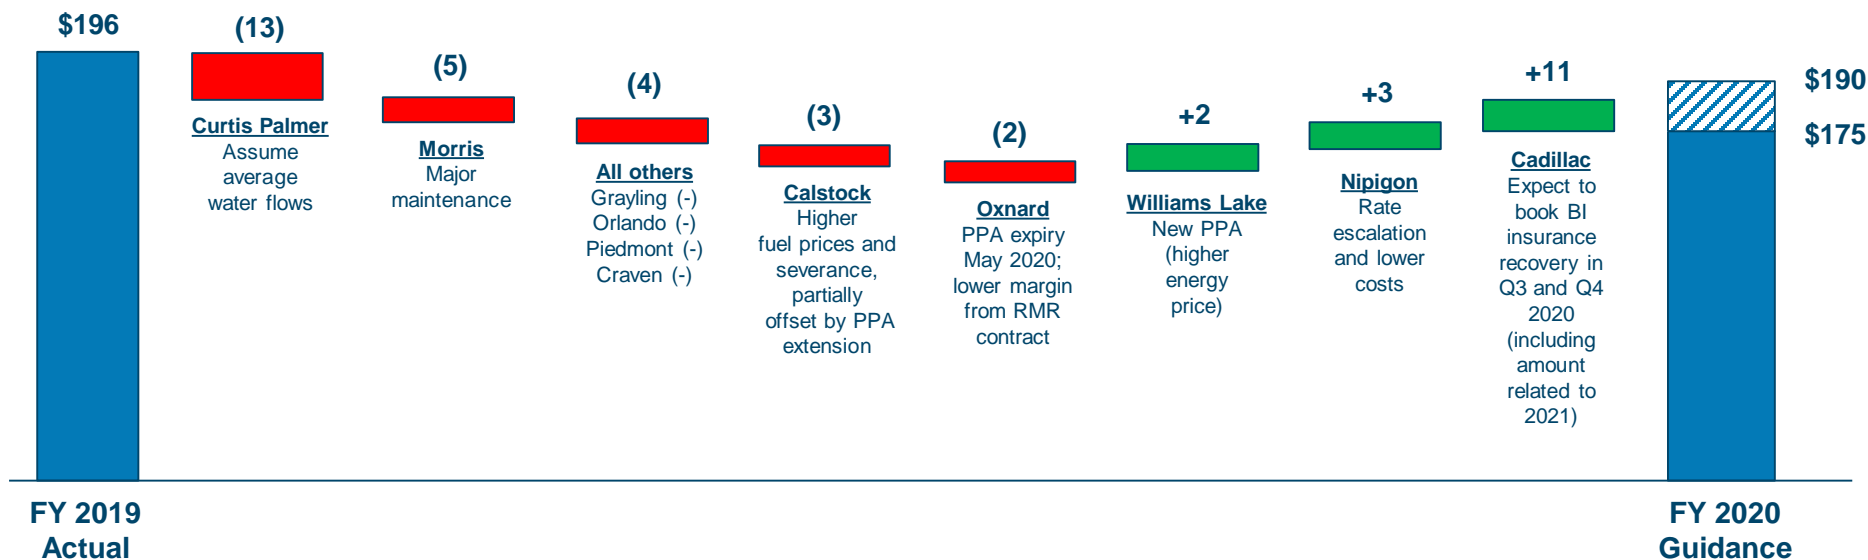 $196
(13)
Curtis Palmer
Assume
average
water flows
(5)
Morris
Major
maintenance
(4)
All others
Grayling (-)
Orlando (-)
Piedmont (-)
Craven (-)
(3)
Calstock
Higher
fuel prices and
severance,
partially
offset by PPA
extension
(2)
Oxnard
PPA expiry
May 2020;
lower margin
from RMR
contract
+2
Williams Lake
New PPA
(higher
energy
price)
+3
Nipigon
Rate
escalation
and lower
costs
+11
Cadillac
Expect to
book BI
insurance
recovery in
Q3 and Q4
2020
(including
amount
related to
2021)
$190
$175
FY 2019
Actual
FY 2020
Guidance